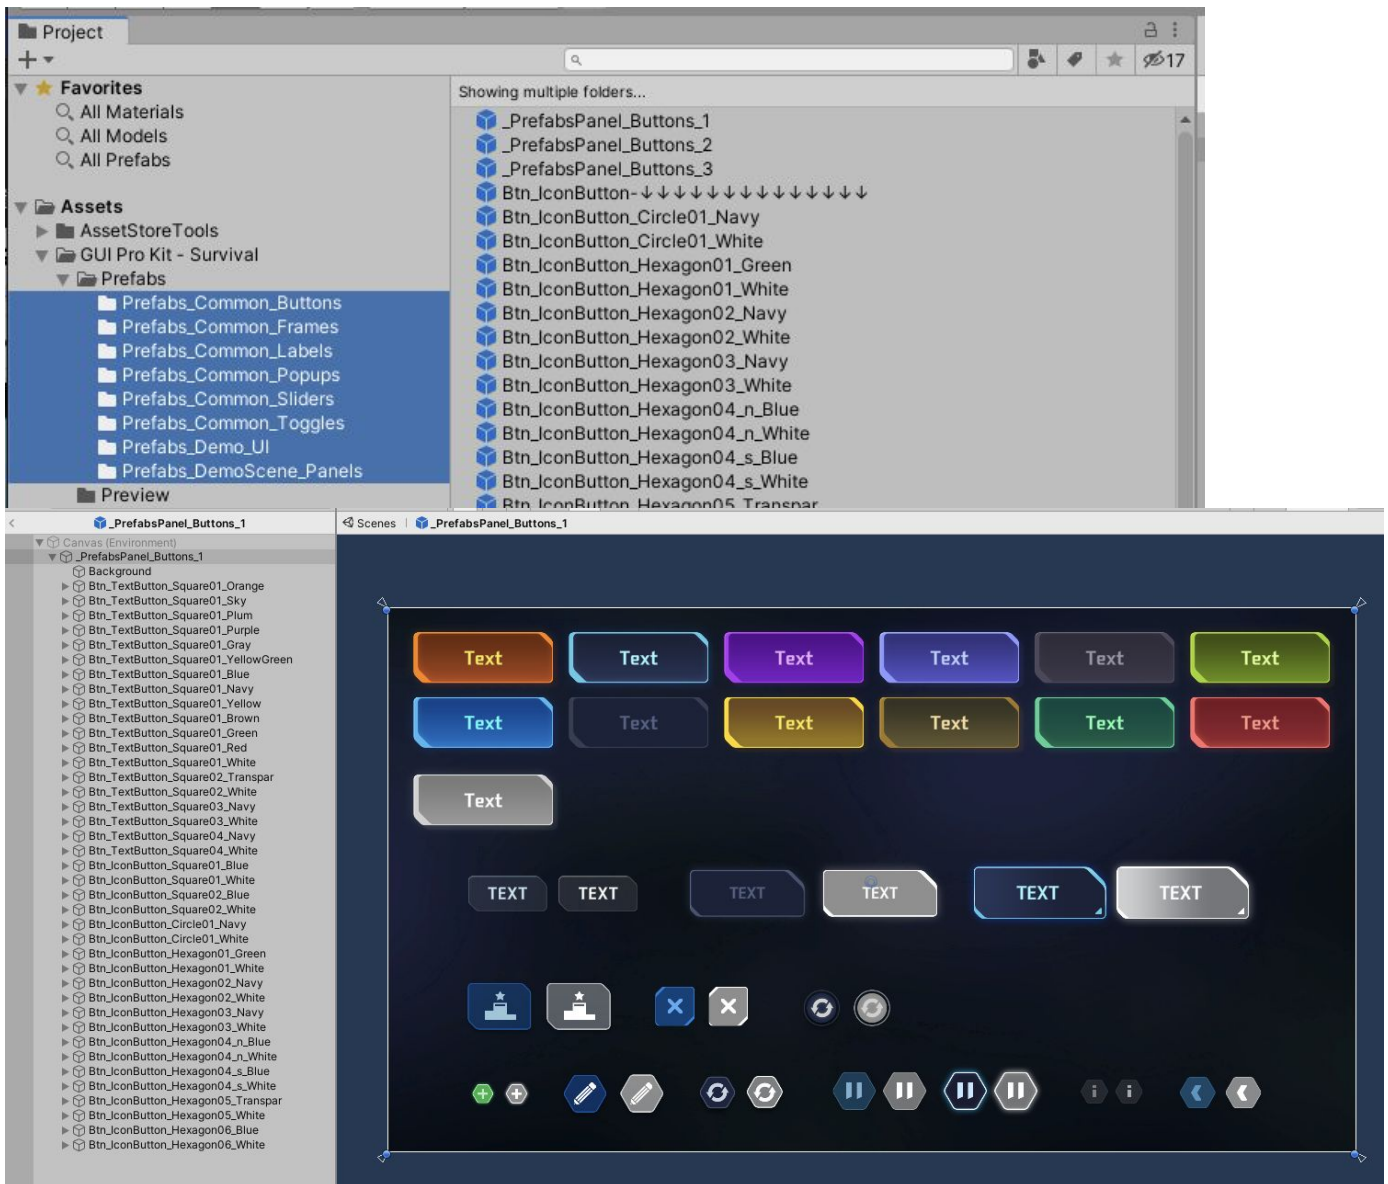 Project
17
Favorites
All Materials
All Models
All Prefabs
Assets
AssetStoreTools
GUI Pro Kit - Survival
Prefabs
Prefabs_Common_Buttons
Prefabs_Common_Frames
Prefabs_Common_Labels
Prefabs_Common_Popups
Prefabs_Common_Sliders
Prefabs_Common_Toggles
Prefabs_Demo_UI
Prefabs_DemoScene_Panels
Preview
Showing multiple folders...
_PrefabsPanel_Buttons_1
_PrefabsPanel_Buttons_2
_PrefabsPanel_Buttons_3
Btn_IconButton-↓↓↓↓↓↓↓↓↓↓↓↓↓↓
Btn_IconButton_Circle01_Navy
Btn_IconButton_Circle01_White
Btn_IconButton_Hexagon01_Green
Btn_IconButton_Hexagon01_White
Btn_IconButton_Hexagon02_Navy
Btn_IconButton_Hexagon02_White
Btn_IconButton_Hexagon03_Navy
Btn_IconButton_Hexagon03_White
Btn_IconButton_Hexagon04_n_Blue
Btn_IconButton_Hexagon04_n_White
Btn_IconButton_Hexagon04_s_Blue
Btn_IconButton_Hexagon04_s_White
Btn_IconButton_Hexagon05_Transpar
_PrefabsPanel_Buttons_1
Canvas (Environment)
_PrefabsPanel_Buttons_1
Background
Btn_TextButton_Square01_Orange
Btn_TextButton_Square01_Sky
Btn_TextButton_Square01_Plum
Btn_TextButton_Square01_Purple
Btn_TextButton_Square01_Gray
Btn_TextButton_Square01_YellowGreen
Btn_TextButton_Square01_Blue
Btn_TextButton_Square01_Navy
Btn_TextButton_Square01_Yellow
Btn_TextButton_Square01_Brown
Btn_TextButton_Square01_Green
Btn_TextButton_Square01_Red
Btn_TextButton_Square01_White
Btn_TextButton_Square02_Transpar
Btn_TextButton_Square02_White
Btn_TextButton_Square03_Navy
Btn_TextButton_Square03_White
Btn_TextButton_Square04_Navy
Btn_TextButton_Square04_White
Btn_IconButton_Square01_Blue
Btn_IconButton_Square01_White
Btn_IconButton_Square02_Blue
Btn_IconButton_Square02_White
Btn_IconButton_Circle01_Navy
Btn_IconButton_Circle01_White
Btn_IconButton_Hexagon01_Green
Btn_IconButton_Hexagon01_White
Btn_IconButton_Hexagon02_Navy
Btn_IconButton_Hexagon02_White
Btn_IconButton_Hexagon03_Navy
Btn_IconButton_Hexagon03_White
Btn_IconButton_Hexagon04_n_Blue
Btn_IconButton_Hexagon04_n_White
Btn_IconButton_Hexagon04_s_Blue
Btn_IconButton_Hexagon04_s_White
Btn_IconButton_Hexagon05_Transpar
Btn_IconButton_Hexagon05_White
Btn_IconButton_Hexagon06_Blue
Btn_IconButton_Hexagon06_White
Scenes | _PrefabsPanel_Buttons_1
Text Text Text Text Text Text
Text Text Text Text Text Text
Text
TEXT TEXT TEXT TEXT TEXT TEXT
i i